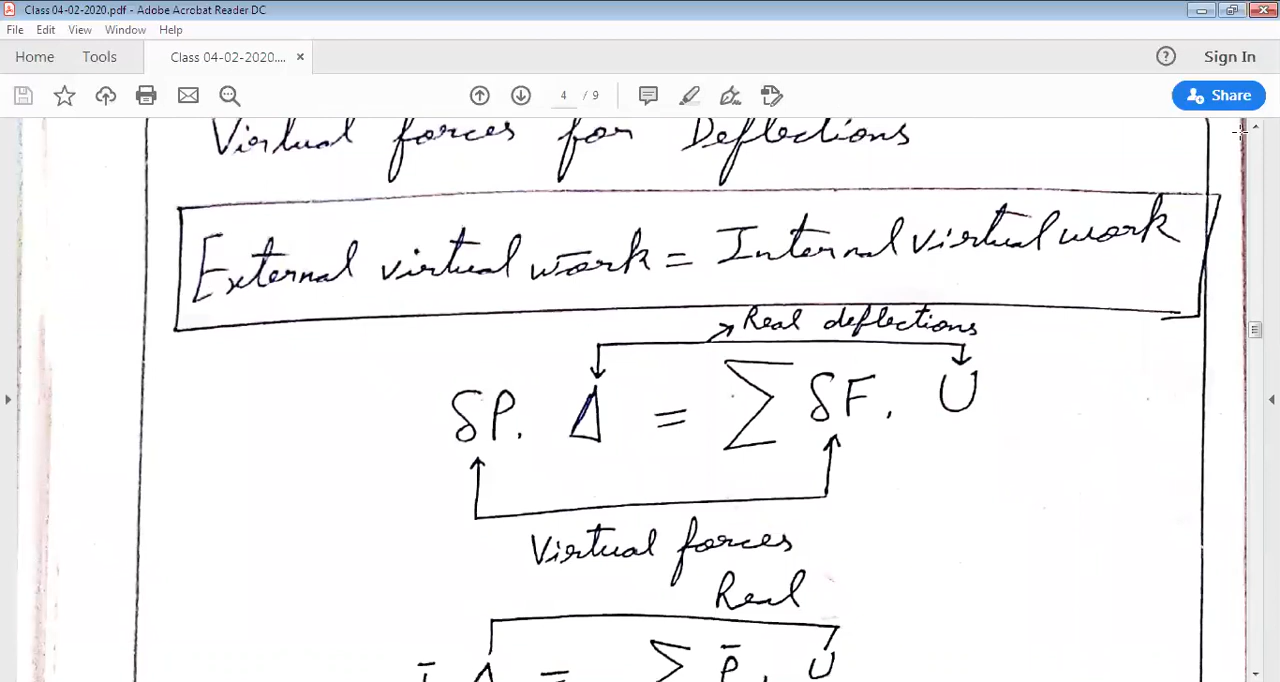 Class 04-02-2020.pdf - Adobe Acrobat Reader DC
File Edit View Window Help
Home Tools Class 04-02-2020.... × ? Sign In
4 / 9 Share
Virtual forces for Deflections
External virtual work = Internal virtual work
Real deflections
δP. Δ = ∑ δF. U
Virtual forces
Real
1̄ Δ = ∑ P̄. U